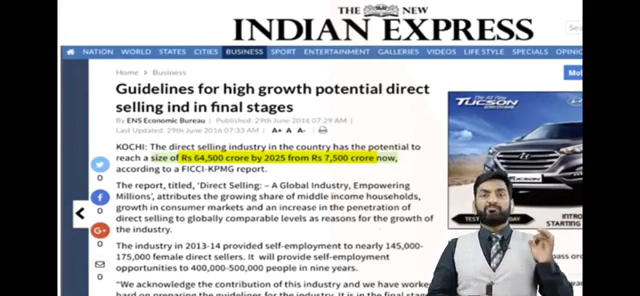 THE NEW
INDIAN EXPRESS
NATION WORLD STATES CITIES BUSINESS SPORT ENTERTAINMENT GALLERIES VIDEOS LIFE STYLE SPECIALS OPINIO
Home > Business
Guidelines for high growth potential direct
selling ind in final stages
By ENS Economic Bureau | Published: 29th June 2016 07:29 AM |
Last Updated: 29th June 2016 07:33 AM | A+ A A-
KOCHI: The direct selling industry in the country has the potential to
reach a size of Rs 64,500 crore by 2025 from Rs 7,500 crore now,
according to a FICCI-KPMG report.
The report, titled, 'Direct Selling: – A Global Industry, Empowering
Millions', attributes the growing share of middle income households,
growth in consumer markets and an increase in the penetration of
direct selling to globally comparable levels as reasons for the growth of
the industry.
The industry in 2013-14 provided self-employment to nearly 145,000-
175,000 female direct sellers. It will provide self-employment
opportunities to 400,000-500,000 people in nine years.
"We acknowledge the contribution of this industry and we have worked
hard on preparing the guidelines for the industry. It is in the final stage
The All New
TUCSON
TEST
AY
INTRO
STARTING